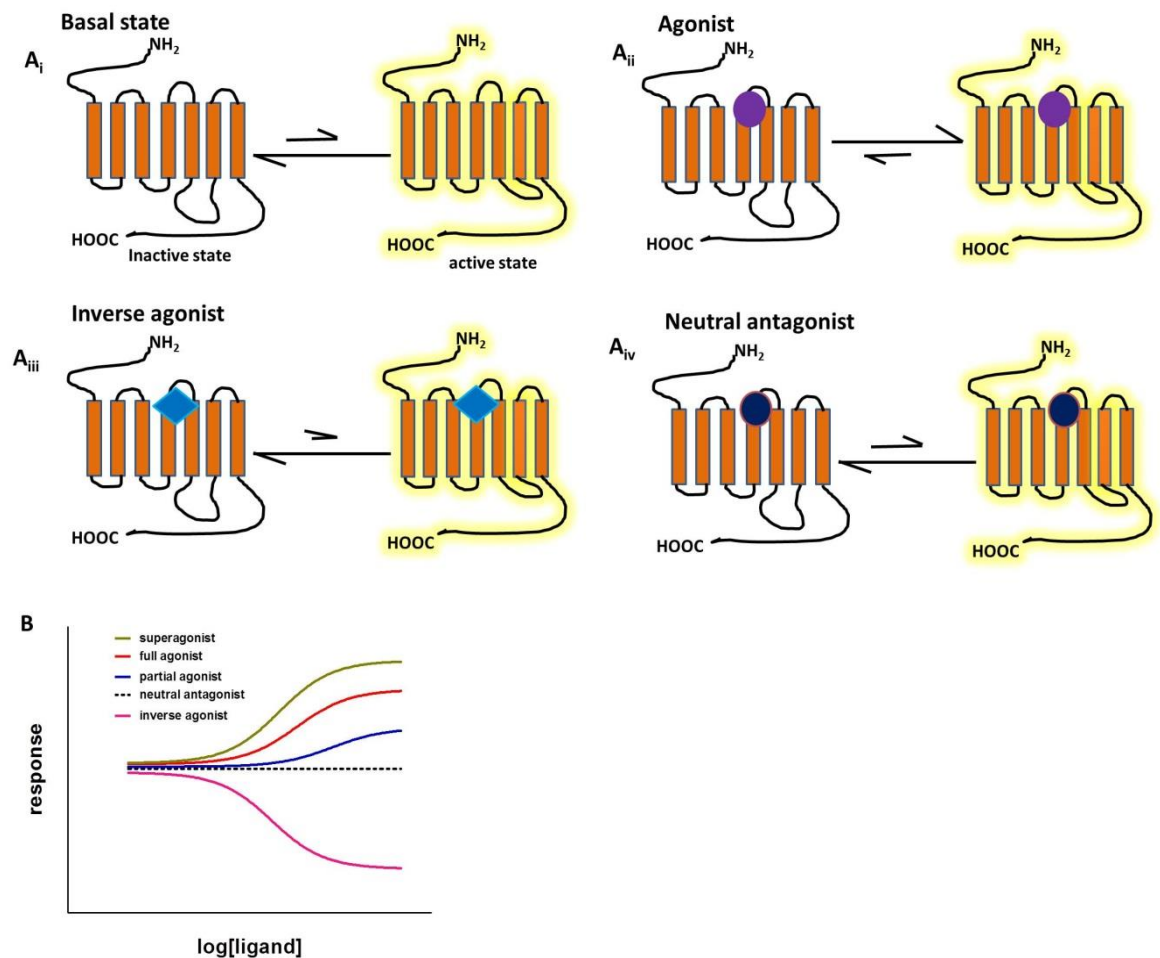 Basal state
Ai
NH2
NH2
HOOC
Inactive state
HOOC
active state
Agonist
Aii
NH2
NH2
HOOC
HOOC
Inverse agonist
Aiii
NH2
NH2
HOOC
HOOC
Neutral antagonist
Aiv
NH2
NH2
HOOC
HOOC
B
superagonist
full agonist
partial agonist
neutral antagonist
inverse agonist
response
log[ligand]